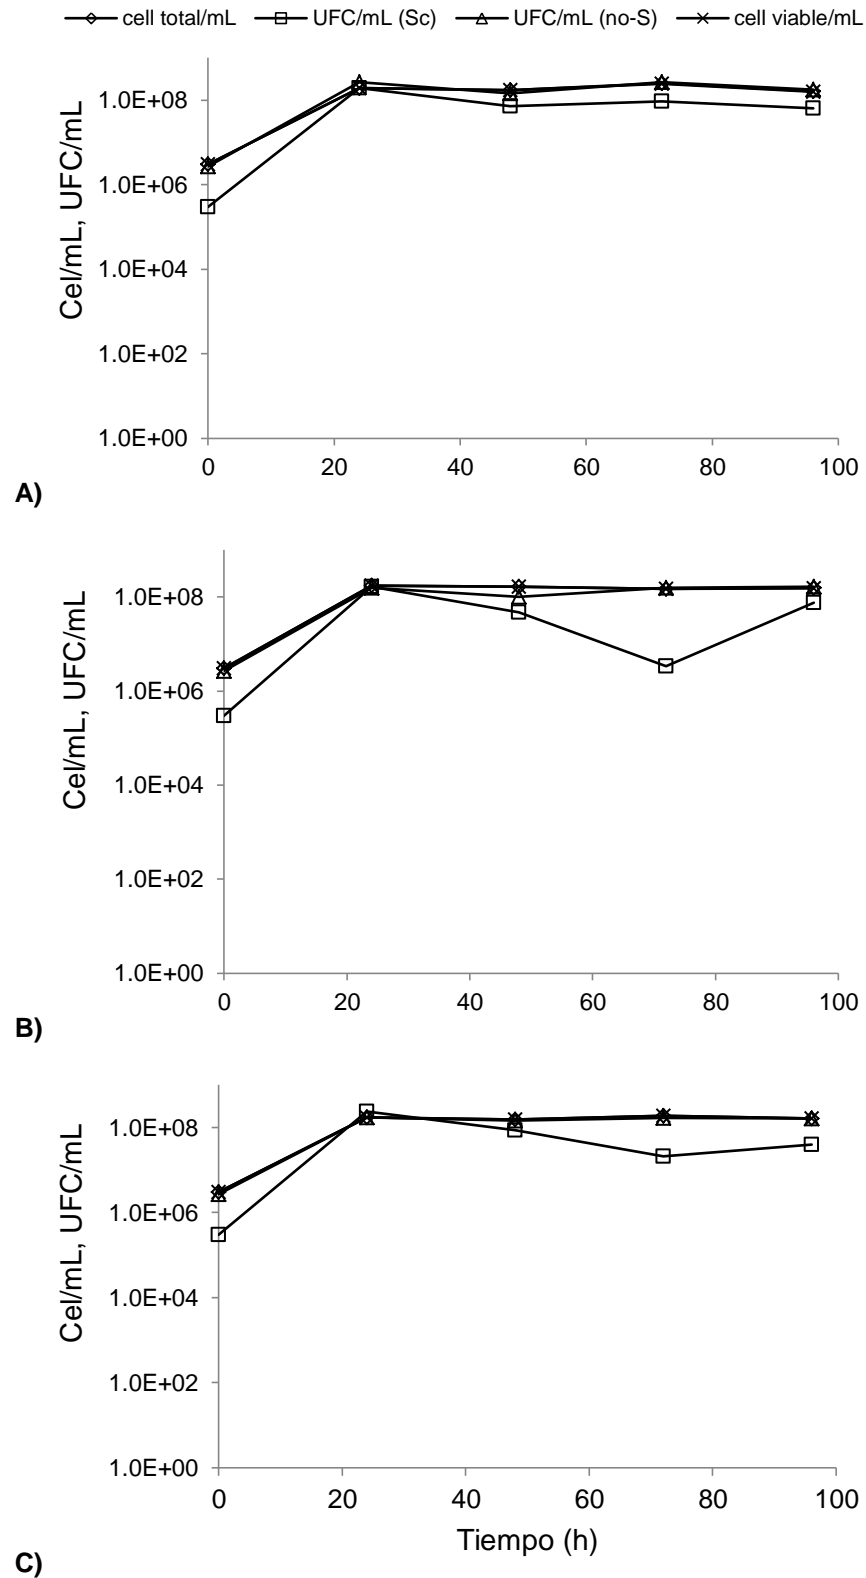 cell total/mL UFC/mL (Sc) UFC/mL (no-S) cell viable/mL
Cel/mL, UFC/mL
1.0E+08
1.0E+06
1.0E+04
1.0E+02
1.0E+00
0 20 40 60 80 100
A)
Cel/mL, UFC/mL
1.0E+08
1.0E+06
1.0E+04
1.0E+02
1.0E+00
0 20 40 60 80 100
B)
Cel/mL, UFC/mL
1.0E+08
1.0E+06
1.0E+04
1.0E+02
1.0E+00
0 20 40 60 80 100
Tiempo (h)
C)